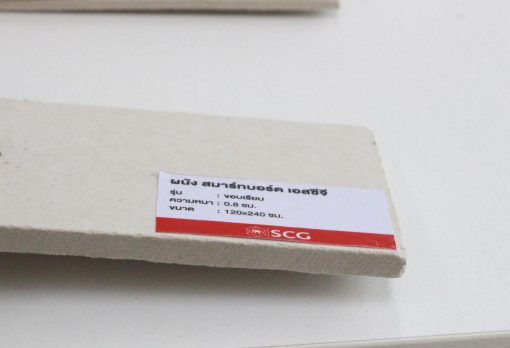 ผนัง สมาร์ทบอร์ด เอสซีจี
รุ่น : ขอบเรียบ
ความหนา : 0.8 ซม.
ขนาด : 120x240 ซม.
SCG